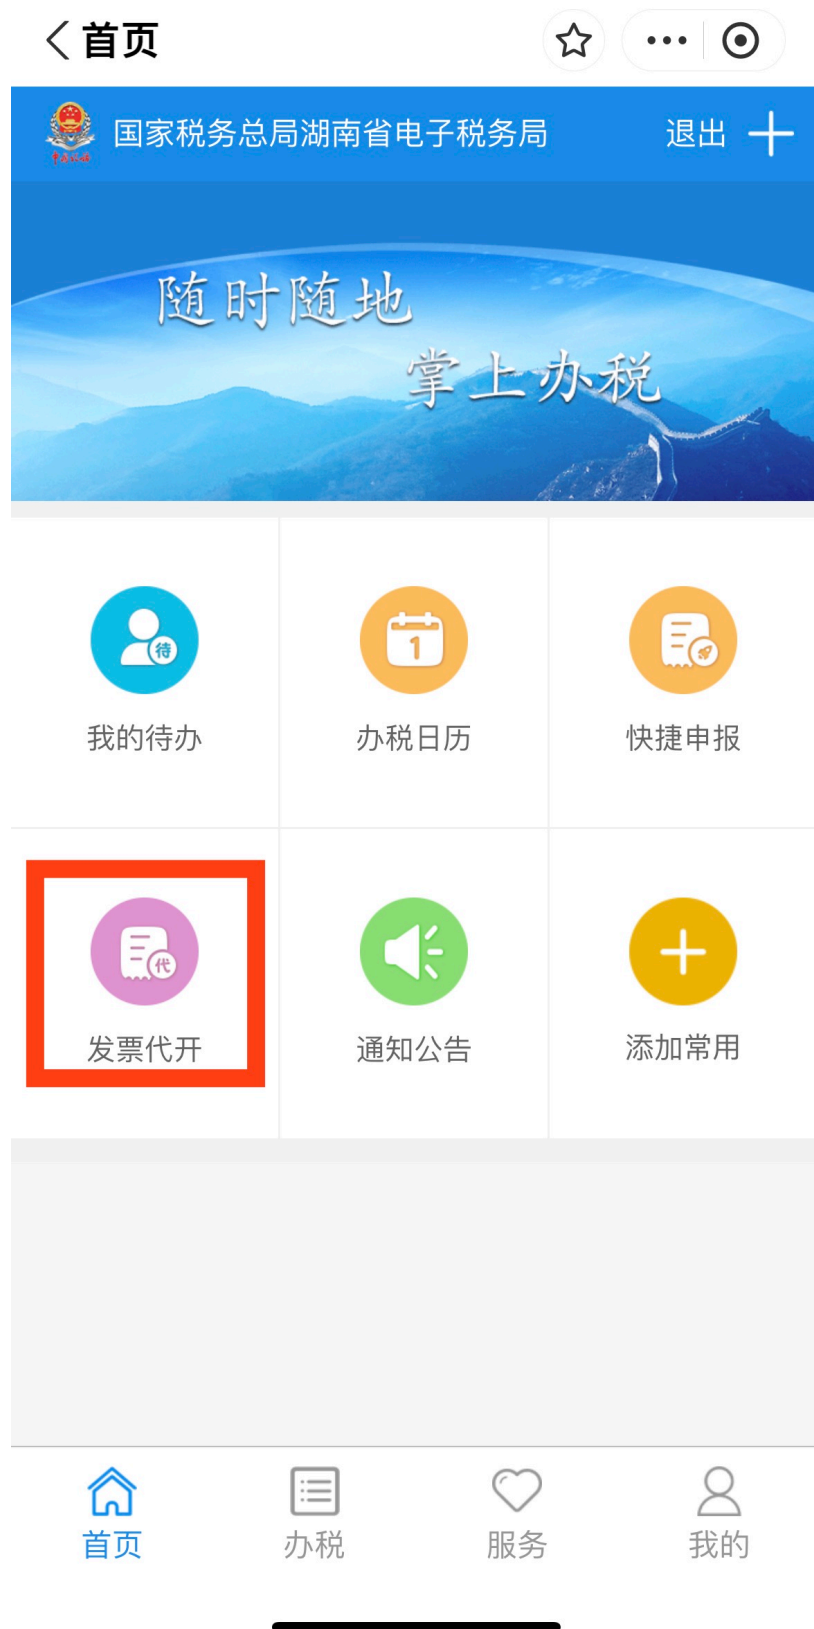 首页
国家税务总局湖南省电子税务局 退出
随时随地
掌上办税
待
1
我的待办 办税日历 快捷申报
代
发票代开 通知公告 添加常用
首页 办税 服务 我的